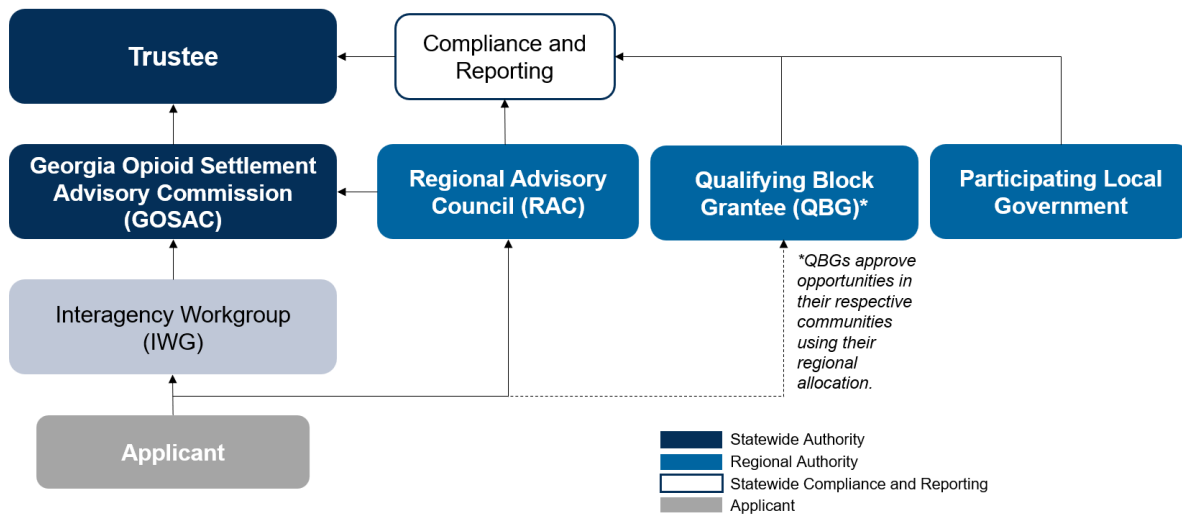 Trustee
Compliance and
Reporting
Georgia Opioid Settlement
Advisory Commission
(GOSAC)
Regional Advisory
Council (RAC)
Qualifying Block
Grantee (QBG)*
Participating Local
Government
*QBGs approve
opportunities in
their respective
communities
using their
regional
allocation.
Interagency Workgroup
(IWG)
Applicant
Statewide Authority
Regional Authority
Statewide Compliance and Reporting
Applicant